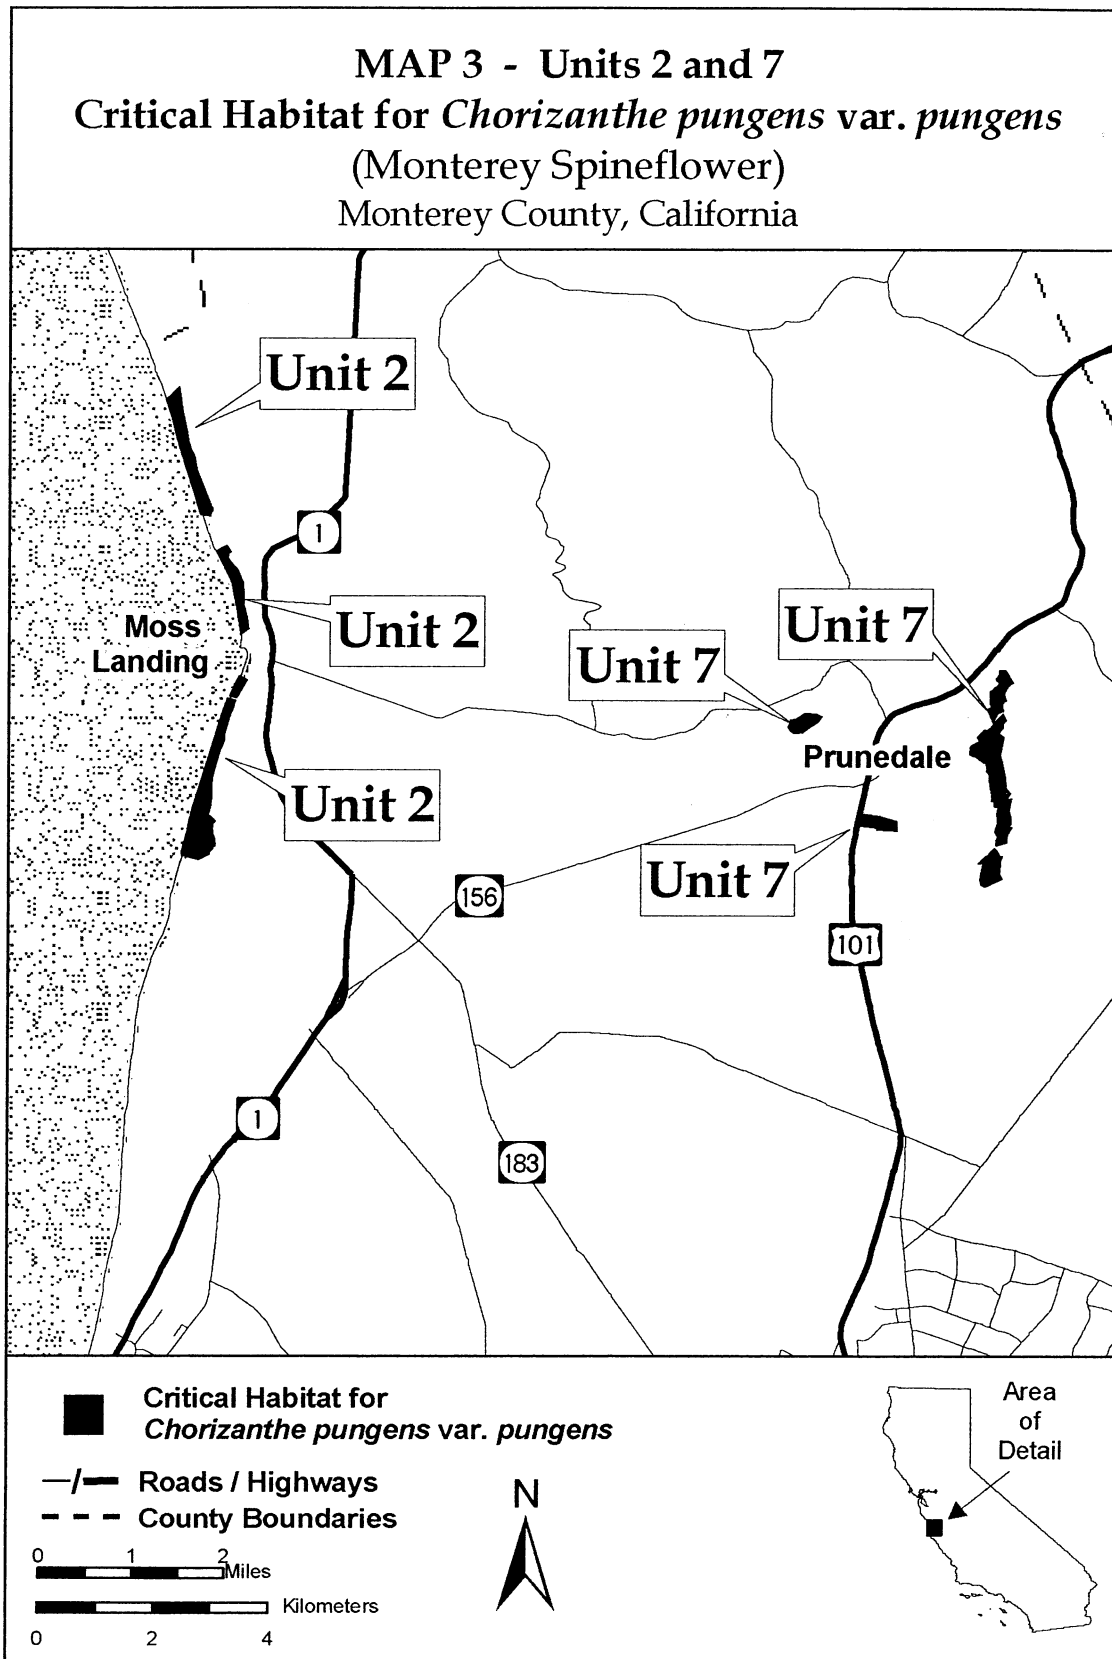 MAP 3 - Units 2 and 7
Critical Habitat for Chorizanthe pungens var. pungens
(Monterey Spineflower)
Monterey County, California
Unit 2
1
Unit 2
Moss
Landing
Unit 7
Unit 7
Prunedale
Unit 2
Unit 7
156
101
1
183
Critical Habitat for
Chorizanthe pungens var. pungens
Roads / Highways
County Boundaries
0 1 2
Miles
Kilometers
0 2 4
N
Area
of
Detail